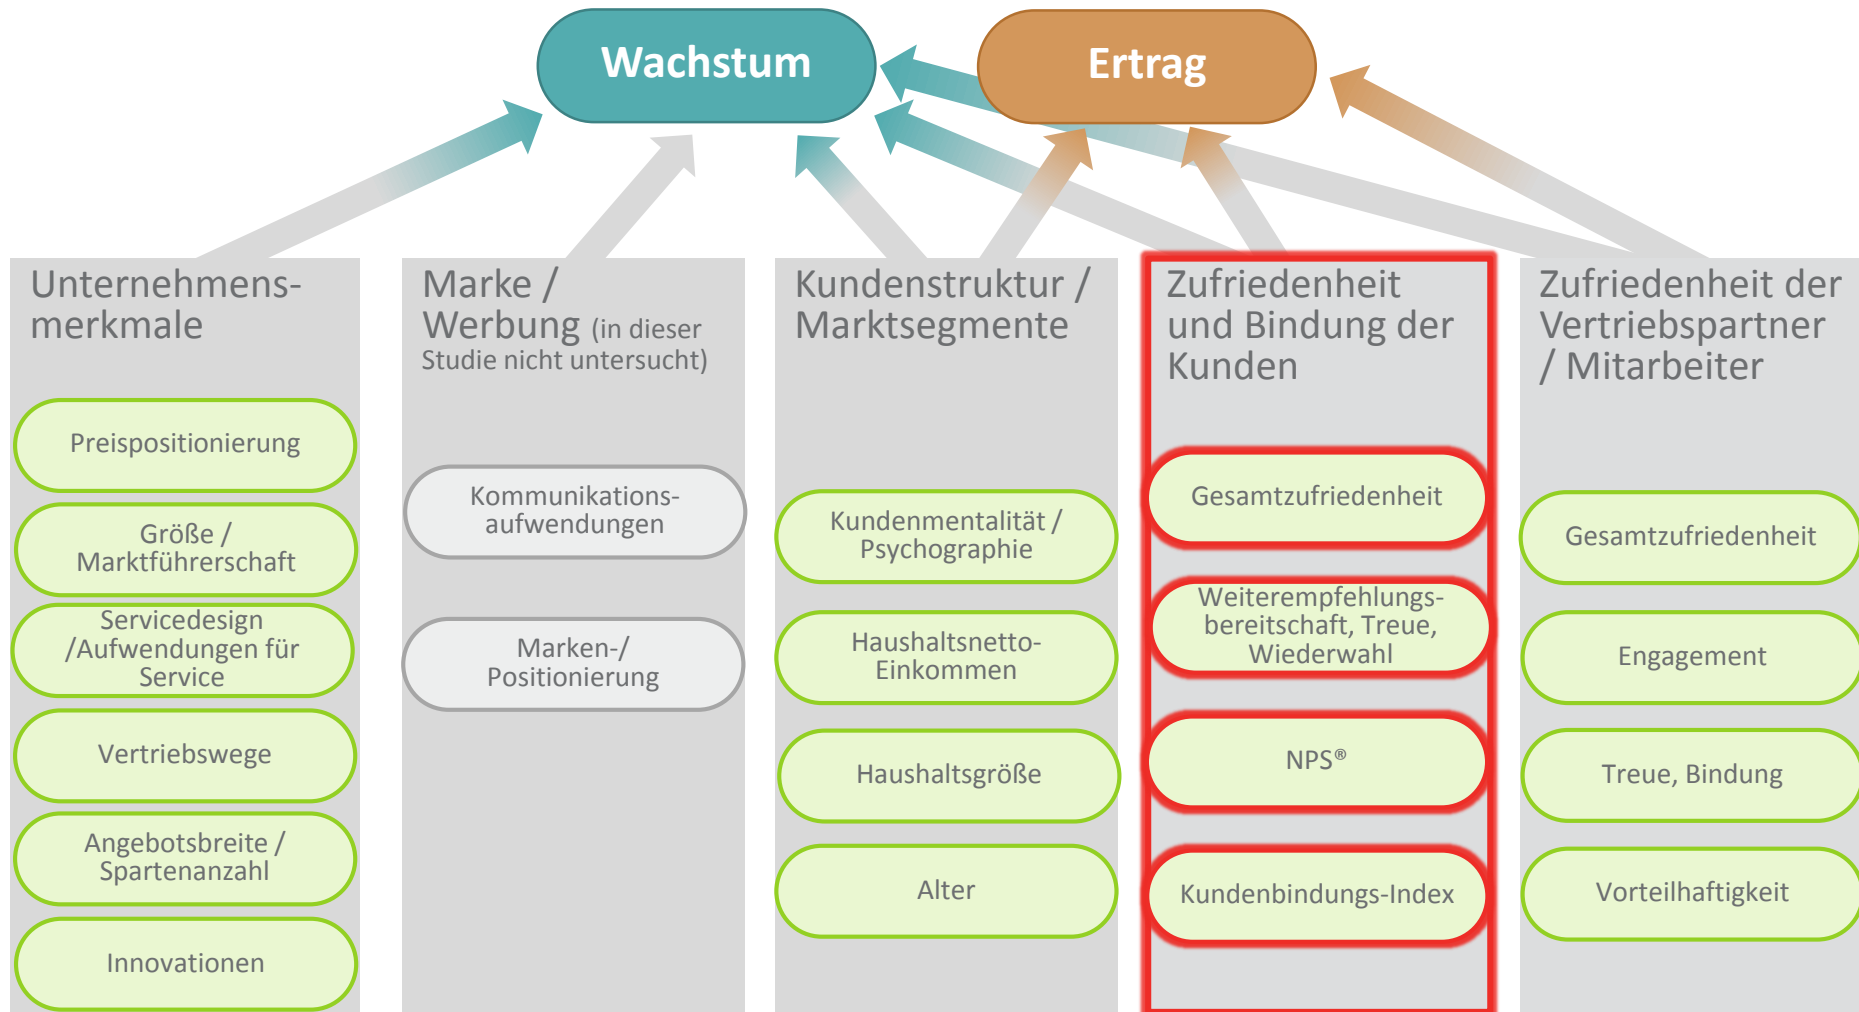 Wachstum
Ertrag
Unternehmens-
merkmale
Preispositionierung
Größe /
Marktführerschaft
Servicedesign
/Aufwendungen für
Service
Vertriebswege
Angebotsbreite /
Spartenanzahl
Innovationen
Marke /
Werbung (in dieser
Studie nicht untersucht)
Kommunikations-
aufwendungen
Marken-/
Positionierung
Kundenstruktur /
Marktsegmente
Kundenmentalität /
Psychographie
Haushaltsnetto-
Einkommen
Haushaltsgröße
Alter
Zufriedenheit
und Bindung der
Kunden
Gesamtzufriedenheit
Weiterempfehlungs-
bereitschaft, Treue,
Wiederwahl
NPS®
Kundenbindungs-Index
Zufriedenheit der
Vertriebspartner
/ Mitarbeiter
Gesamtzufriedenheit
Engagement
Treue, Bindung
Vorteilhaftigkeit